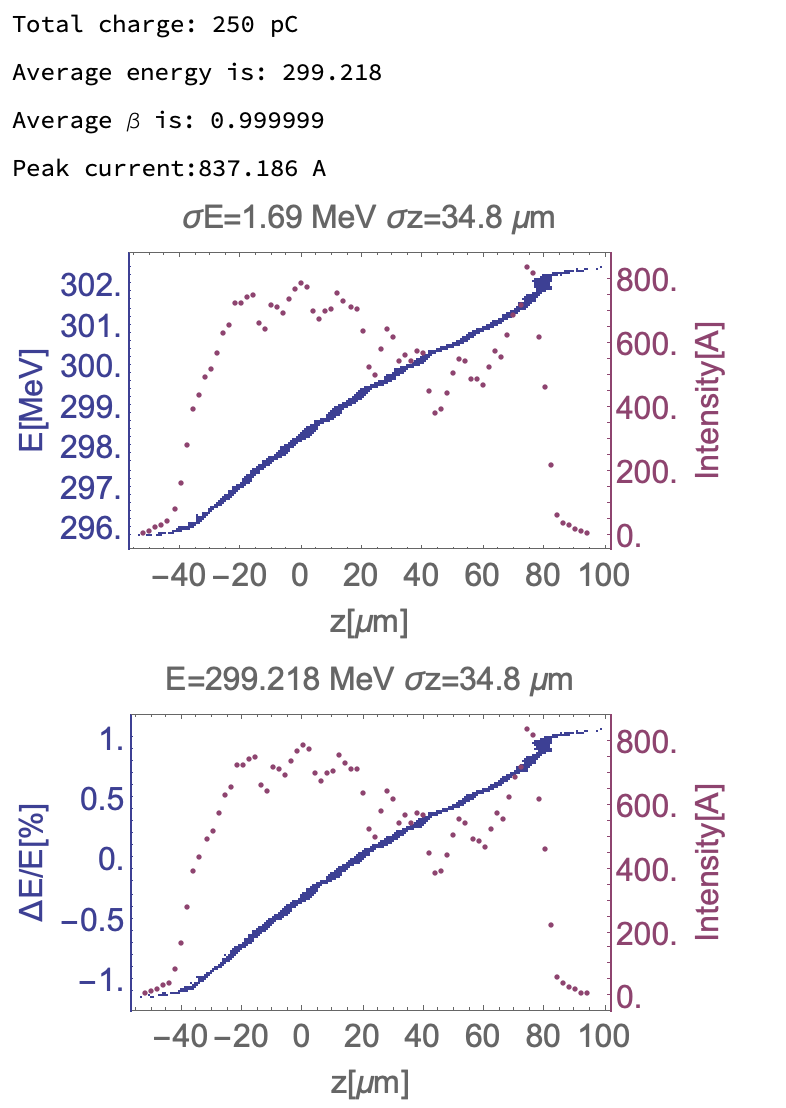 Total charge: 250 pC
Average energy is: 299.218
Average β is: 0.999999
Peak current:837.186 A
σE=1.69 MeV σz=34.8 μm
E[MeV]
302.
301.
300.
299.
298.
297.
296.
800.
600.
400.
200.
0.
Intensity[A]
−40 −20 0 20 40 60 80 100
z[μm]
E=299.218 MeV σz=34.8 μm
ΔE/E[%]
1.
0.5
0.
−0.5
−1.
800.
600.
400.
200.
0.
Intensity[A]
−40 −20 0 20 40 60 80 100
z[μm]